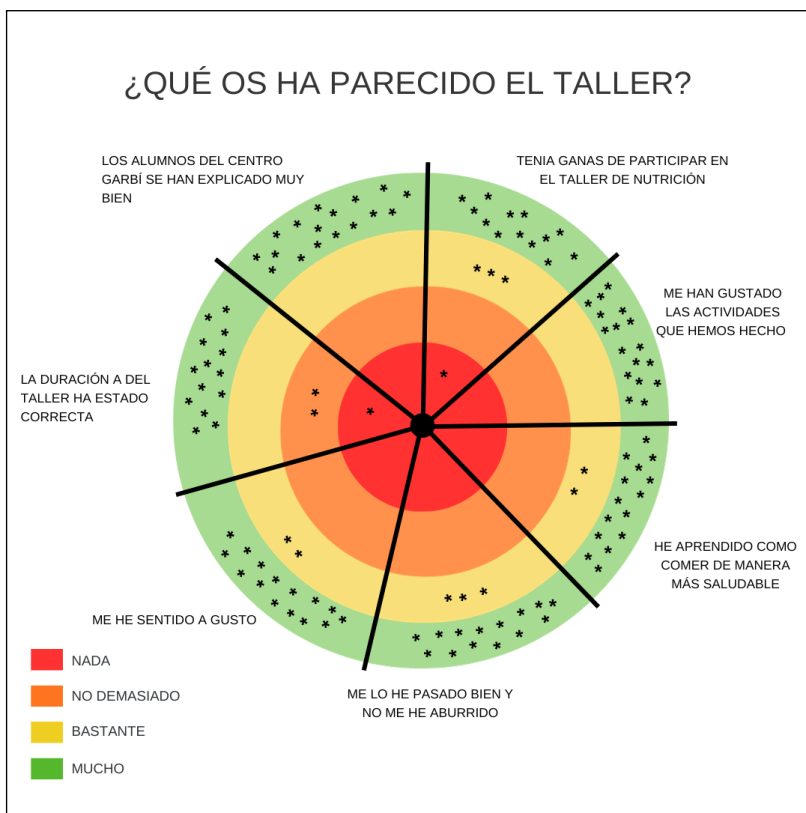 ¿QUÉ OS HA PARECIDO EL TALLER?
LOS ALUMNOS DEL CENTRO
GARBÍ SE HAN EXPLICADO MUY
BIEN
TENIA GANAS DE PARTICIPAR EN
EL TALLER DE NUTRICIÓN
ME HAN GUSTADO
LAS ACTIVIDADES
QUE HEMOS HECHO
LA DURACIÓN A DEL
TALLER HA ESTADO
CORRECTA
HE APRENDIDO COMO
COMER DE MANERA
MÁS SALUDABLE
ME HE SENTIDO A GUSTO
ME LO HE PASADO BIEN Y
NO ME HE ABURRIDO
NADA
NO DEMASIADO
BASTANTE
MUCHO